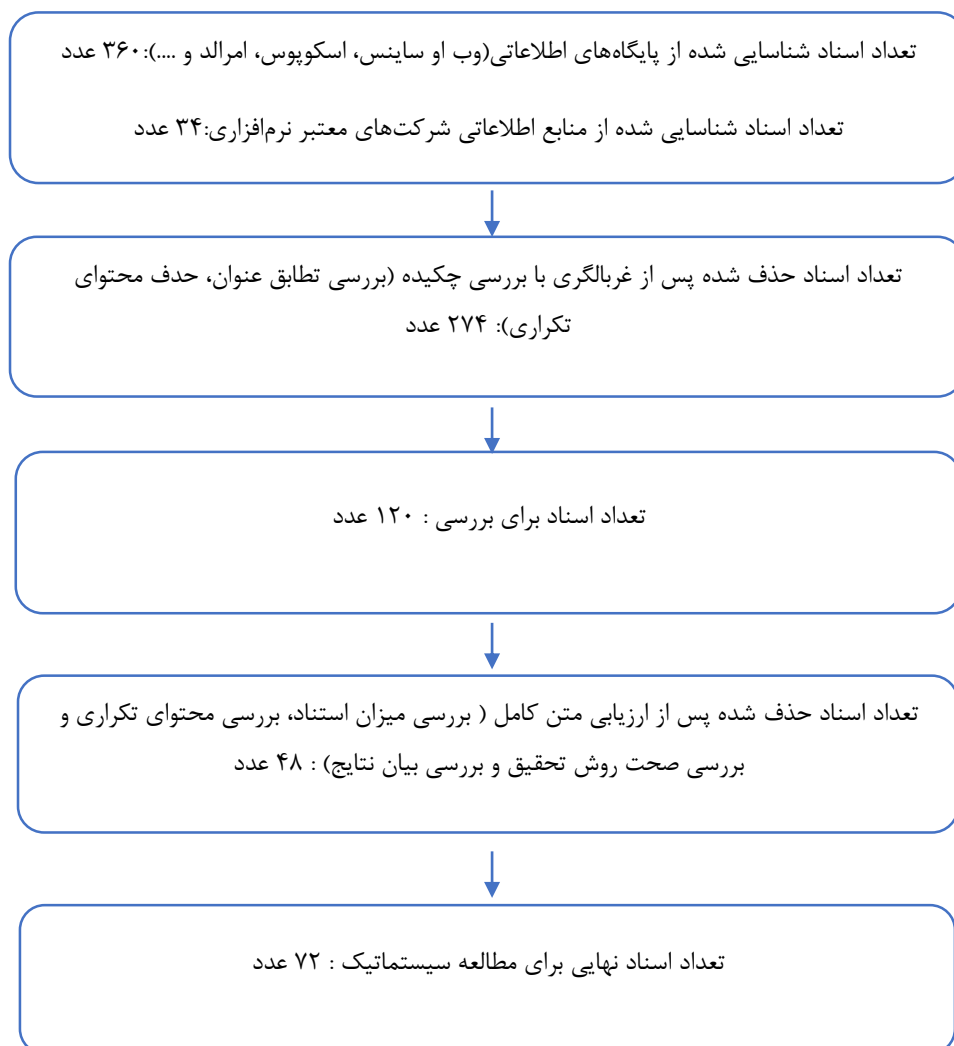 تعداد اسناد شناسایی شده از پایگاه‌های اطلاعاتی(وب او ساینس، اسکوپوس، امرالد و ....):۳۶۰ عدد
تعداد اسناد شناسایی شده از منابع اطلاعاتی شرکت‌های معتبر نرم‌افزاری:۳۴ عدد
تعداد اسناد حذف شده پس از غربالگری با بررسی چکیده (بررسی تطابق عنوان، حدف محتوای
تکراری): ۲۷۴ عدد
تعداد اسناد برای بررسی : ۱۲۰ عدد
تعداد اسناد حذف شده پس از ارزیابی متن کامل ( بررسی میزان استناد، بررسی محتوای تکراری و
بررسی صحت روش تحقیق و بررسی بیان نتایج) : ۴۸ عدد
تعداد اسناد نهایی برای مطالعه سیستماتیک : ۷۲ عدد